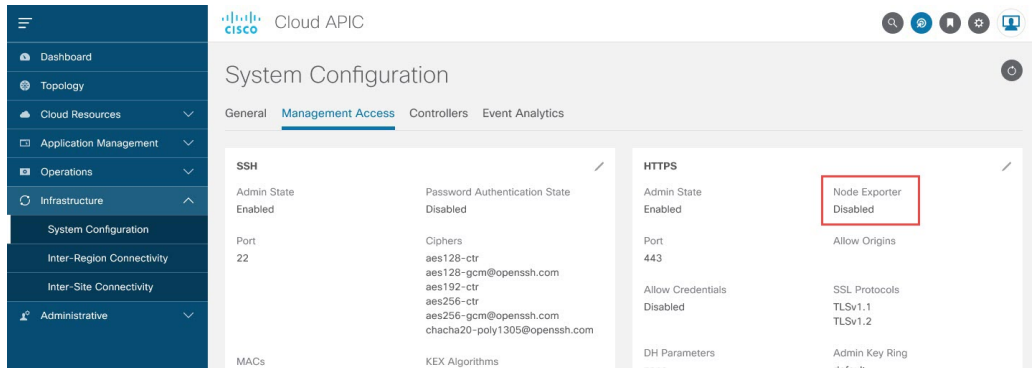 CISCO
Cloud APIC
Dashboard
Topology
Cloud Resources
Application Management
Operations
Infrastructure
System Configuration
Inter-Region Connectivity
Inter-Site Connectivity
Administrative
System Configuration
General Management Access Controllers Event Analytics
SSH
Admin State Password Authentication State
Enabled Disabled
Port Ciphers
22 aes128-ctr
aes128-gcm@openssh.com
aes192-ctr
aes256-ctr
aes256-gcm@openssh.com
chacha20-poly1305@openssh.com
MACs KEX Algorithms
HTTPS
Admin State Node Exporter
Enabled Disabled
Port Allow Origins
443
Allow Credentials SSL Protocols
Disabled TLSv1.1
TLSv1.2
DH Parameters Admin Key Ring